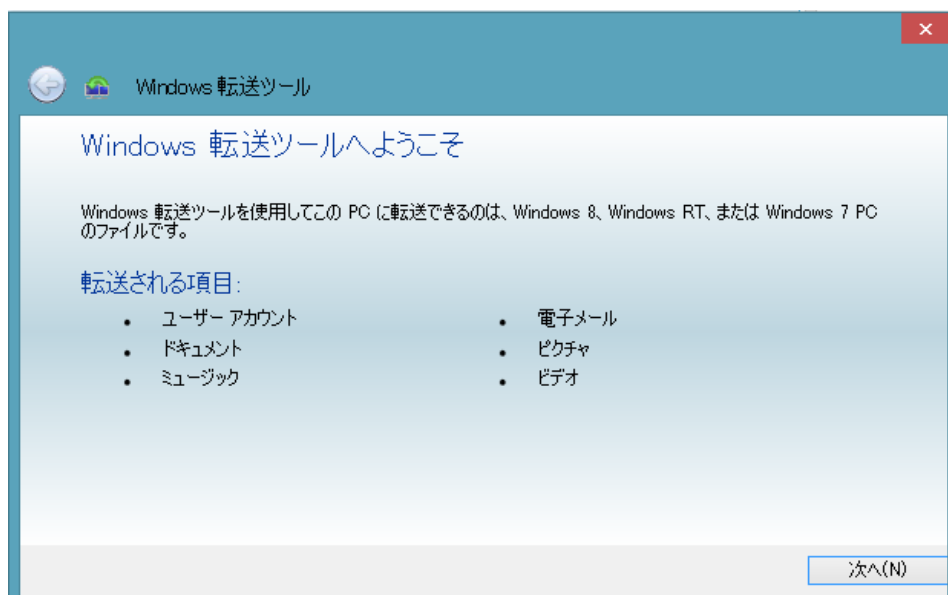 Windows 転送ツール
Windows 転送ツールへようこそ
Windows 転送ツールを使用してこの PC に転送できるのは、Windows 8、Windows RT、または Windows 7 PC
のファイルです。
転送される項目:
• ユーザー アカウント
• 電子メール
• ドキュメント
• ピクチャ
• ミュージック
• ビデオ
次へ(N)